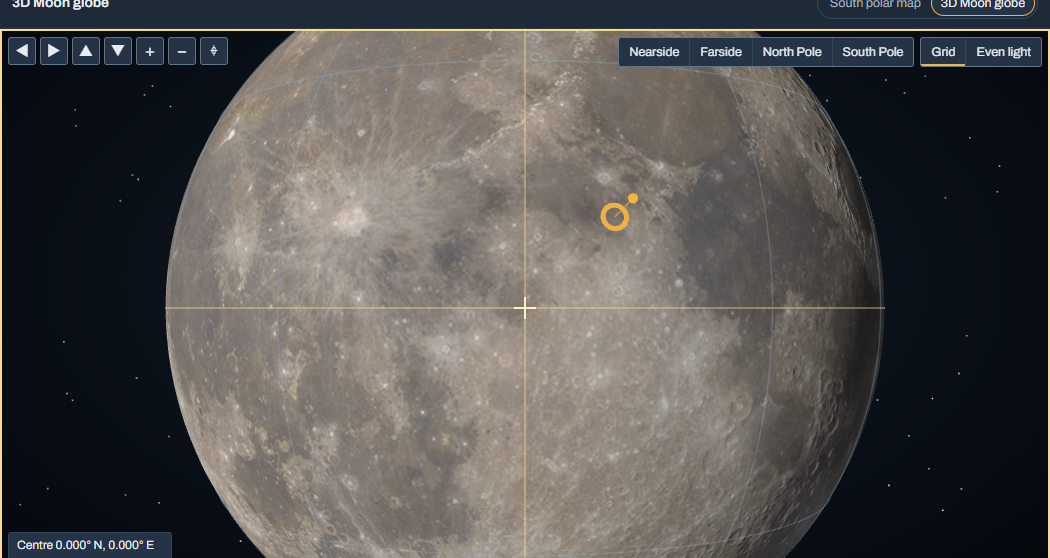 3D Moon globe
South polar map 3D Moon globe
Nearside Farside North Pole South Pole Grid Even light
Centre 0.000° N, 0.000° E